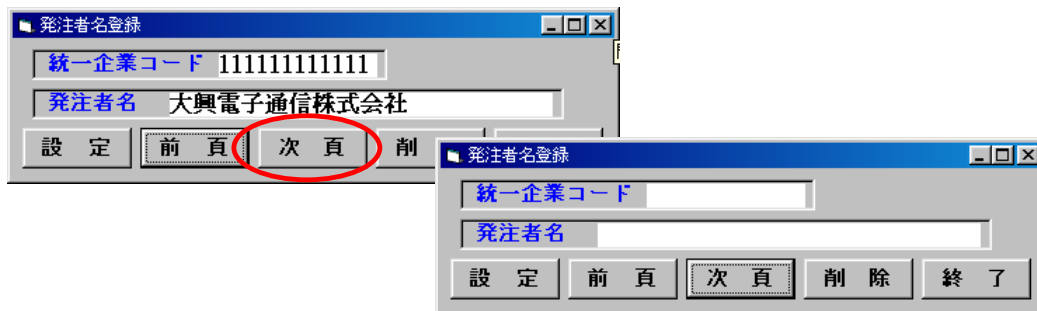 発注者名登録
統一企業コード 111111111111
発注者名 大興電子通信株式会社
設 定 前 頁 次 頁 削
発注者名登録
統一企業コード
発注者名
設 定 前 頁 次 頁 削 除 終 了